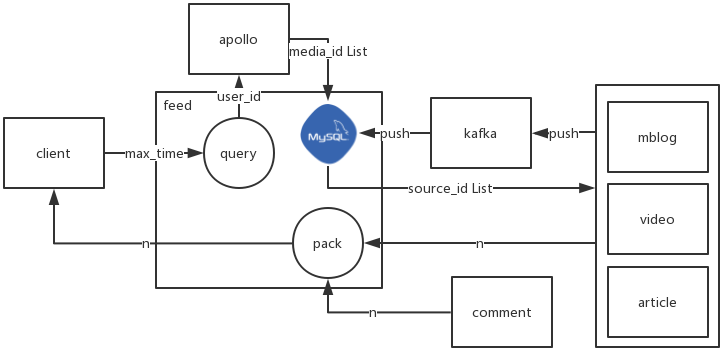 apollo
media_id List
user_id
feed
MySQL
push
kafka
push
mblog
client
max_time
query
source_id List
video
n
pack
n
article
n
comment